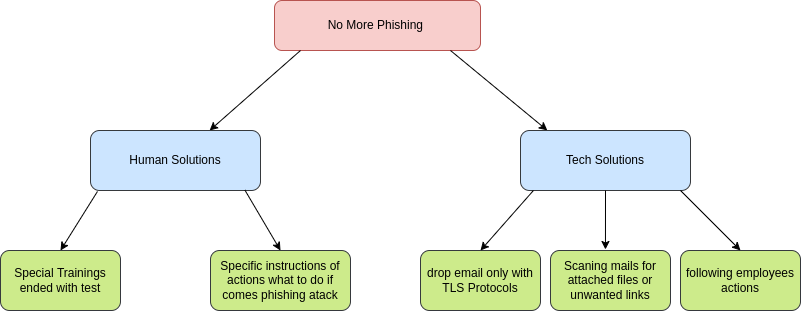 No More Phishing
Human Solutions
Tech Solutions
Special Trainings
ended with test
Specific instructions of
actions what to do if
comes phishing atack
drop email only with
TLS Protocols
Scaning mails for
attached files or
unwanted links
following employees
actions